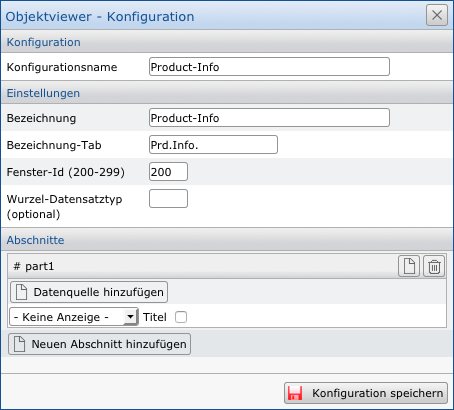 Objektviewer - Konfiguration
Konfiguration
Konfigurationsname Product-Info
Einstellungen
Bezeichnung Product-Info
Bezeichnung-Tab Prd.Info.
Fenster-Id (200-299) 200
Wurzel-Datensatztyp
(optional)
Abschnitte
# part1
Datenquelle hinzufügen
- Keine Anzeige - Titel
Neuen Abschnitt hinzufügen
Konfiguration speichern